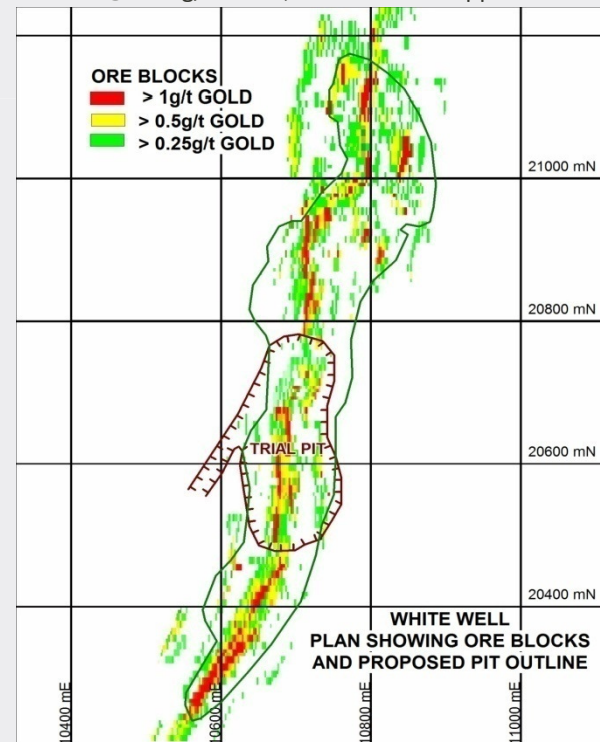 ORE BLOCKS
> 1g/t GOLD
> 0.5g/t GOLD
> 0.25g/t GOLD
21000 mN
20800 mN
TRIAL PIT
20600 mN
20400 mN
WHITE WELL
PLAN SHOWING ORE BLOCKS
AND PROPOSED PIT OUTLINE
10400 mE
10600 mE
10800 mE
11000 mE